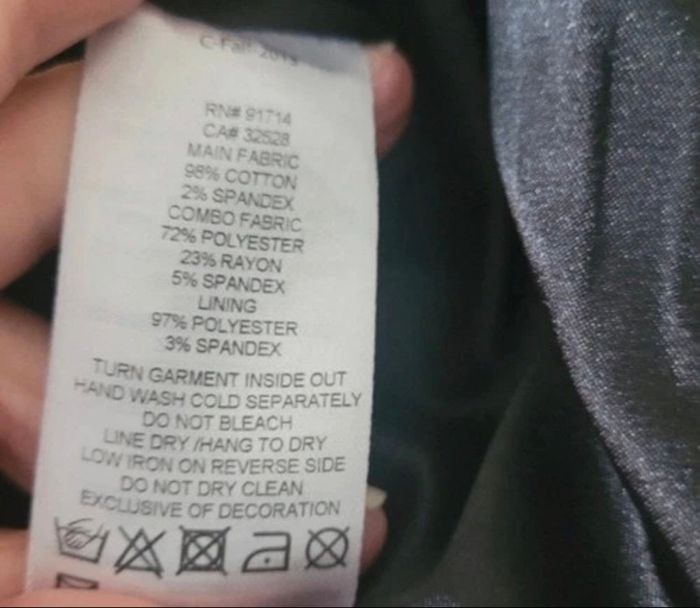 C-Fall 2013
RN# 91714
CA# 32528
MAIN FABRIC
98% COTTON
2% SPANDEX
COMBO FABRIC
72% POLYESTER
23% RAYON
5% SPANDEX
LINING
97% POLYESTER
3% SPANDEX
TURN GARMENT INSIDE OUT
HAND WASH COLD SEPARATELY
DO NOT BLEACH
LINE DRY /HANG TO DRY
LOW IRON ON REVERSE SIDE
DO NOT DRY CLEAN
EXCLUSIVE OF DECORATION